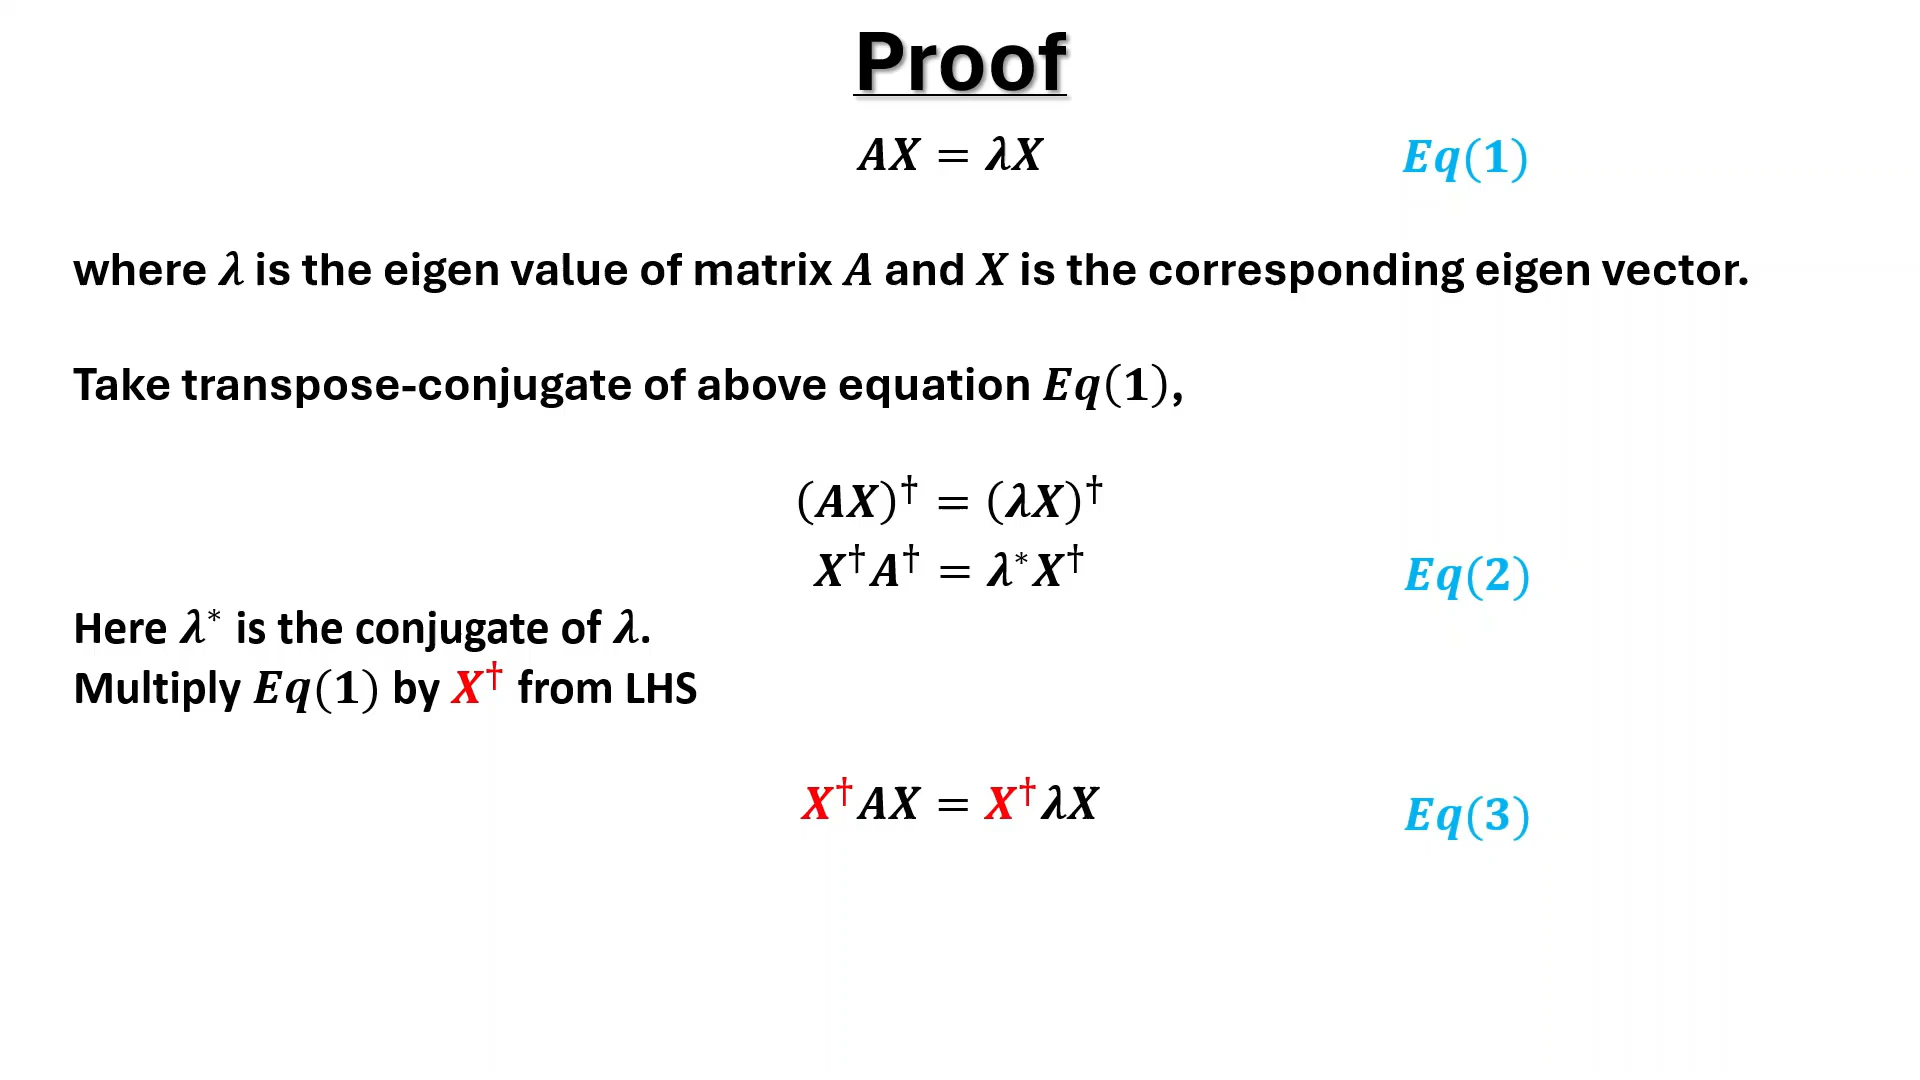 Proof
AX = λX Eq(1)
where λ is the eigen value of matrix A and X is the corresponding eigen vector.
Take transpose-conjugate of above equation Eq(1),
(AX)† = (λX)†
X†A† = λ*X† Eq(2)
Here λ* is the conjugate of λ.
Multiply Eq(1) by X† from LHS
X†AX = X†λX Eq(3)